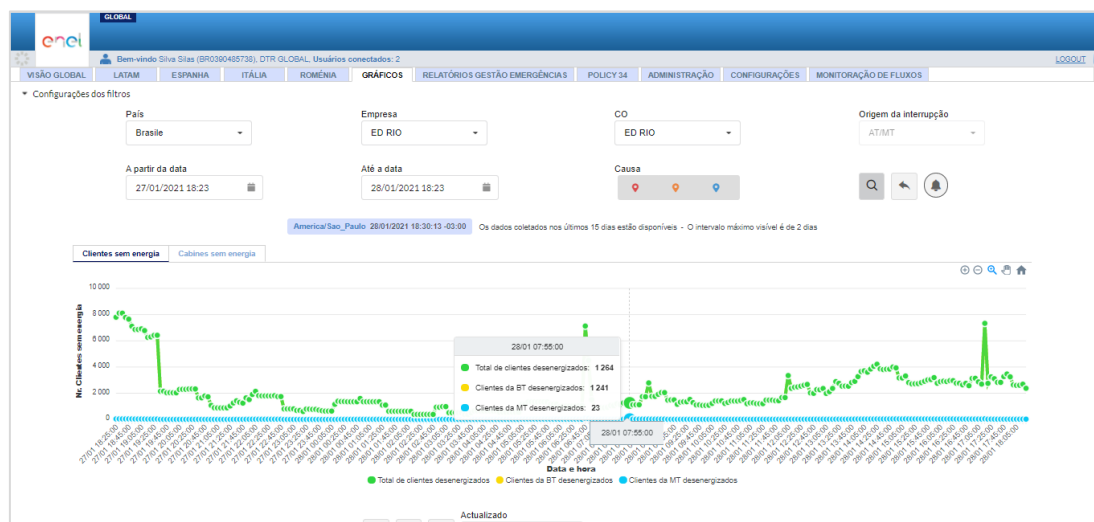 GLOBAL
enel
Bem-vindo Silva Silas (BR0390485738), DTR GLOBAL, Usuários conectados: 2
LOGOUT
VISÃO GLOBAL LATAM ESPANHA ITÁLIA ROMÉNIA GRÁFICOS RELATÓRIOS GESTÃO EMERGÊNCIAS POLICY 34 ADMINISTRAÇÃO CONFIGURAÇÕES MONITORAÇÃO DE FLUXOS
Configurações dos filtros
País Empresa CO Origem da interrupção
Brasile ED RIO ED RIO AT/MT
A partir da data Até a data Causa
27/01/2021 18:23 28/01/2021 18:23
America/Sao_Paulo 28/01/2021 18:30:13 -03:00 Os dados coletados nos últimos 15 dias estão disponíveis - O intervalo máximo visível é de 2 dias
Clientes sem energia Cabines sem energia
Nr. Clientes sem energia
10 000
8 000
6 000
4 000
2 000
0
28/01 07:55:00
Total de clientes desenergizados: 1 264
Clientes da BT desenergizados: 1 241
Clientes da MT desenergizados: 23
28/01 07:55:00
Data e hora
Total de clientes desenergizados Clientes da BT desenergizados Clientes da MT desenergizados
Actualizado